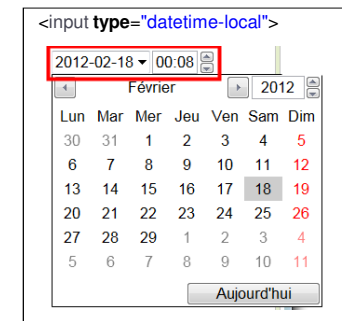 <input type="datetime-local">
2012-02-18 00:08
Février 2012
Lun Mar Mer Jeu Ven Sam Dim
30 31 1 2 3 4 5
6 7 8 9 10 11 12
13 14 15 16 17 18 19
20 21 22 23 24 25 26
27 28 29 1 2 3 4
5 6 7 8 9 10 11
Aujourd'hui